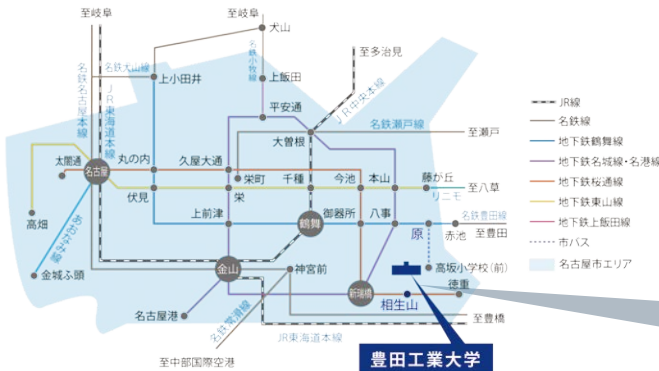 至岐阜
至岐阜
犬山
至多治見
名鉄犬山線
名鉄小牧線
上小田井
上飯田
名鉄名古屋本線
JR東海道本線
平安通
JR中央本線
大曽根
名鉄瀬戸線
至瀬戸
太閤通
名古屋
丸の内
久屋大通
栄町
千種
今池
本山
藤が丘
リニモ
至八草
伏見
栄
高畑
あおなみ線
上前津
鶴舞
御器所
八事
原
名鉄豊田線
赤池
至豊田
金城ふ頭
金山
神宮前
高坂小学校(前)
新瑞橋
相生山
徳重
名古屋港
名鉄常滑線
至豊橋
JR東海道本線
至中部国際空港
豊田工業大学
JR線
名鉄線
地下鉄鶴舞線
地下鉄名城線・名港線
地下鉄桜通線
地下鉄東山線
地下鉄上飯田線
市バス
名古屋市エリア